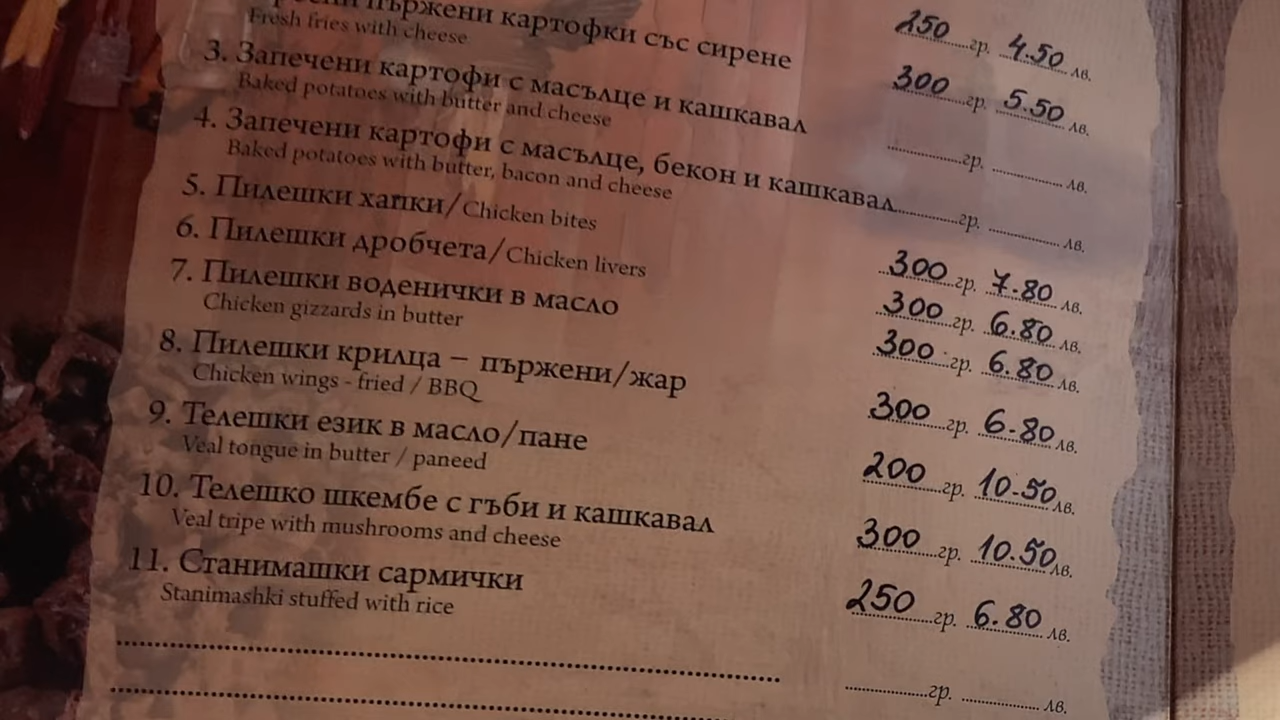 250 гр. 4.50 лв.
пържени картофки със сирене 300 гр. 5.50 лв.
Fresh fries with cheese
3. Запечени картофи с масълце и кашкавал ..............гр. ............. лв.
Baked potatoes with butter and cheese
4. Запечени картофи с масълце, бекон и кашкавал..............гр. ............. лв.
Baked potatoes with butter, bacon and cheese
5. Пилешки хапки/Chicken bites 300 гр. 7.80 лв.
6. Пилешки дробчета/Chicken livers 300 гр. 6.80 лв.
7. Пилешки воденички в масло 300 гр. 6.80 лв.
Chicken gizzards in butter
8. Пилешки крилца – пържени/жар 300 гр. 6.80 лв.
Chicken wings - fried / BBQ
9. Телешки език в масло/пане 200 гр. 10.50 лв.
Veal tongue in butter / paneed
10. Телешко шкембе с гъби и кашкавал 300 гр. 10.50 лв.
Veal tripe with mushrooms and cheese
11. Станимашки сармички 250 гр. 6.80 лв.
Stanimashki stuffed with rice
..............гр. ............. лв.